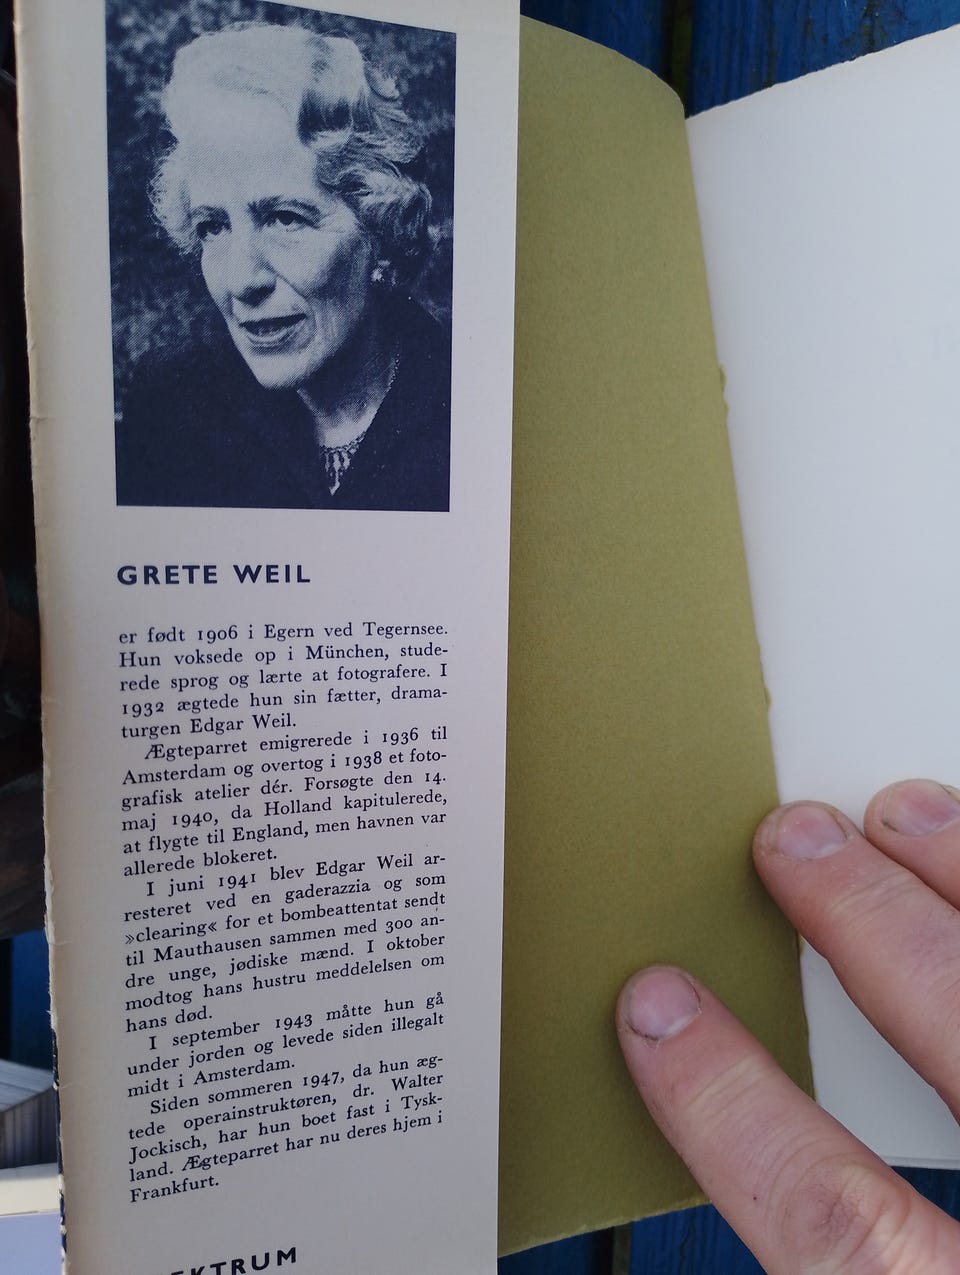 GRETE WEIL
er født 1906 i Egern ved Tegernsee.
Hun voksede op i München, stude-
rede sprog og lærte at fotografere. I
1932 ægtede hun sin fætter, drama-
turgen Edgar Weil.
Ægteparret emigrerede i 1936 til
Amsterdam og overtog i 1938 et foto-
grafisk atelier dér. Forsøgte den 14.
maj 1940, da Holland kapitulerede,
at flygte til England, men havnen var
allerede blokeret.
I juni 1941 blev Edgar Weil ar-
resteret ved en gaderazzia og som
»clearing« for et bombeattentat sendt
til Mauthausen sammen med 300 an-
dre unge, jødiske mænd. I oktober
modtog hans hustru meddelelsen om
hans død.
I september 1943 måtte hun gå
under jorden og levede siden illegalt
midt i Amsterdam.
Siden sommeren 1947, da hun æg-
tede operainstruktøren, dr. Walter
Jockisch, har hun boet fast i Tysk-
land. Ægteparret har nu deres hjem i
Frankfurt.